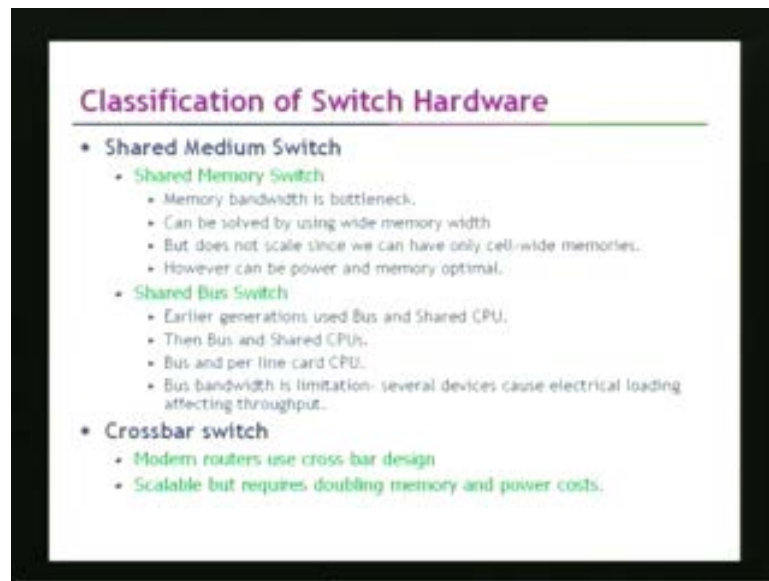 Classification of Switch Hardware
• Shared Medium Switch
• Shared Memory Switch
• Memory bandwidth is bottleneck.
• Can be solved by using wide memory width
• But does not scale since we can have only cell-wide memories.
• However can be power and memory optimal.
• Shared Bus Switch
• Earlier generations used Bus and Shared CPU.
• Then Bus and Shared CPUs.
• Bus and per line card CPU.
• Bus bandwidth is limitation- several devices cause electrical loading
affecting throughput.
• Crossbar switch
• Modern routers use cross bar design
• Scalable but requires doubling memory and power costs.